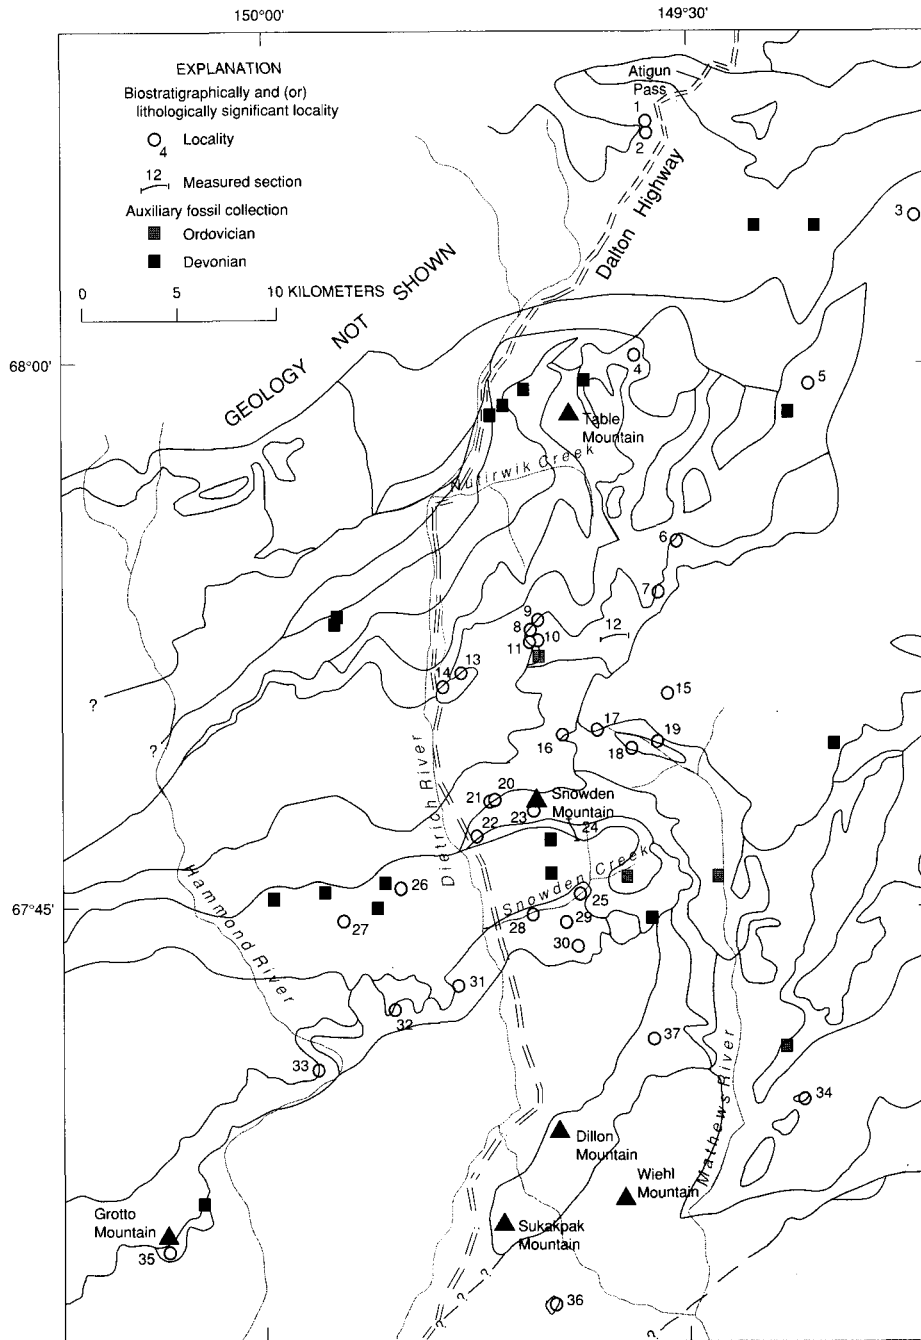 150°00'
149°30'
EXPLANATION
Biostratigraphically and (or)
lithologically significant locality
4
Locality
12
Measured section
Auxiliary fossil collection
Ordovician
Devonian
0
5
10 KILOMETERS
GEOLOGY NOT SHOWN
Atigun
Pass
1
2
Dalton Highway
3
68°00'
4
5
Table
Mountain
Nutirwik Creek
6
7
9
8
10
11
12
13
14
15
?
?
16
17
18
19
20
21
Snowden
Mountain
22
23
24
Dietrich River
Snowden Creek
25
26
67°45'
27
28
29
30
Hammond River
31
32
33
37
34
Mathews River
Dillon
Mountain
Wiehl
Mountain
Grotto
Mountain
Sukakpak
Mountain
35
?
?
36
?